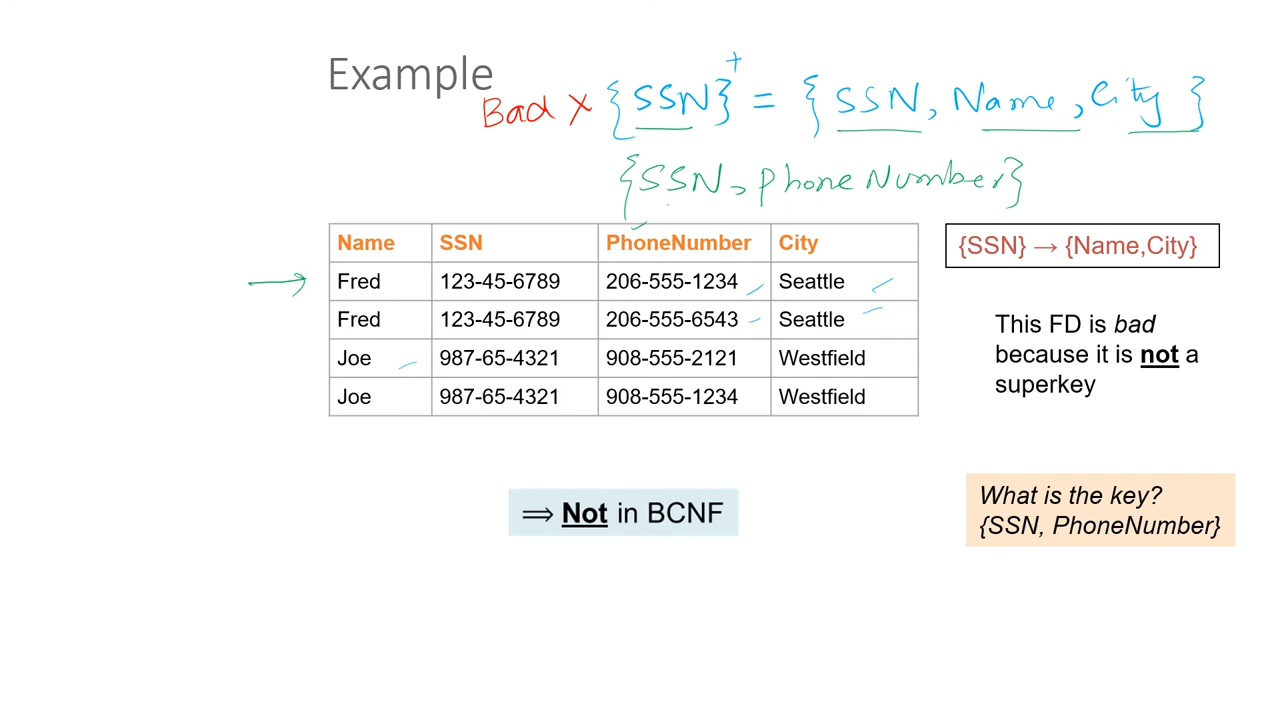 Example
Bad X {SSN}+ = {SSN, Name, City}
{SSN, PhoneNumber}
Name SSN PhoneNumber City
Fred 123-45-6789 206-555-1234 Seattle
Fred 123-45-6789 206-555-6543 Seattle
Joe 987-65-4321 908-555-2121 Westfield
Joe 987-65-4321 908-555-1234 Westfield
{SSN} → {Name,City}
This FD is bad
because it is not a
superkey
⟹ Not in BCNF
What is the key?
{SSN, PhoneNumber}